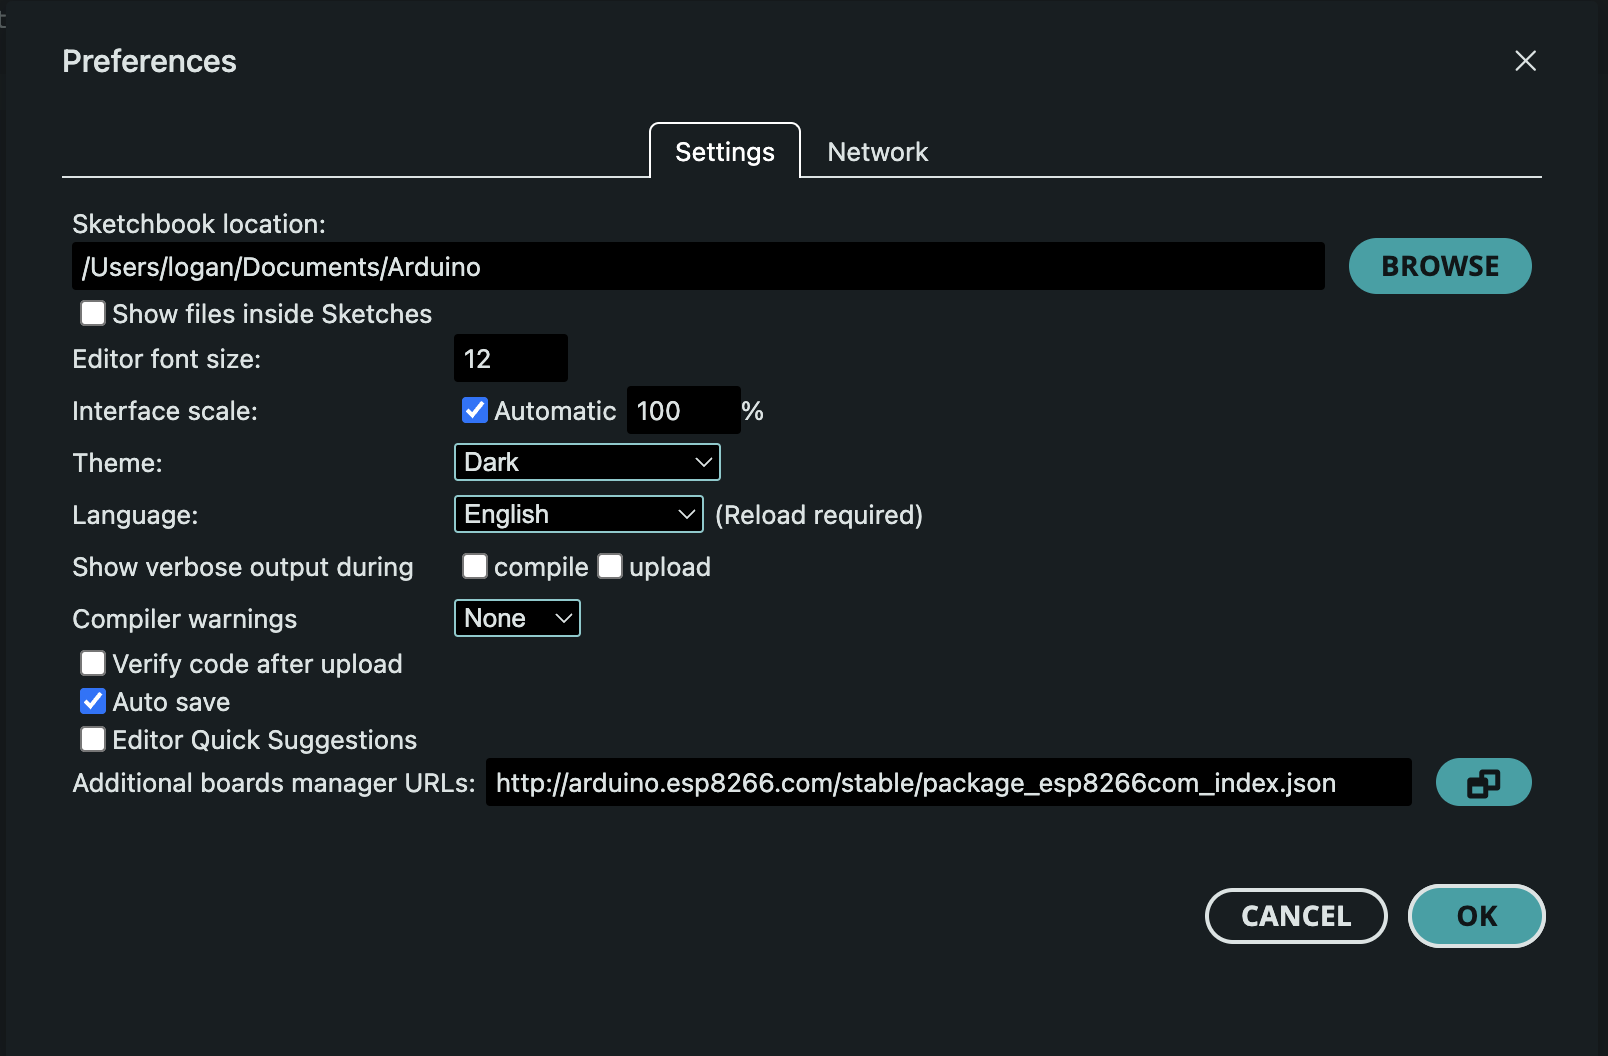 Preferences
Settings Network
Sketchbook location:
/Users/logan/Documents/Arduino BROWSE
Show files inside Sketches
Editor font size: 12
Interface scale: Automatic 100 %
Theme: Dark
Language: English (Reload required)
Show verbose output during compile upload
Compiler warnings None
Verify code after upload
Auto save
Editor Quick Suggestions
Additional boards manager URLs: http://arduino.esp8266.com/stable/package_esp8266com_index.json
CANCEL OK